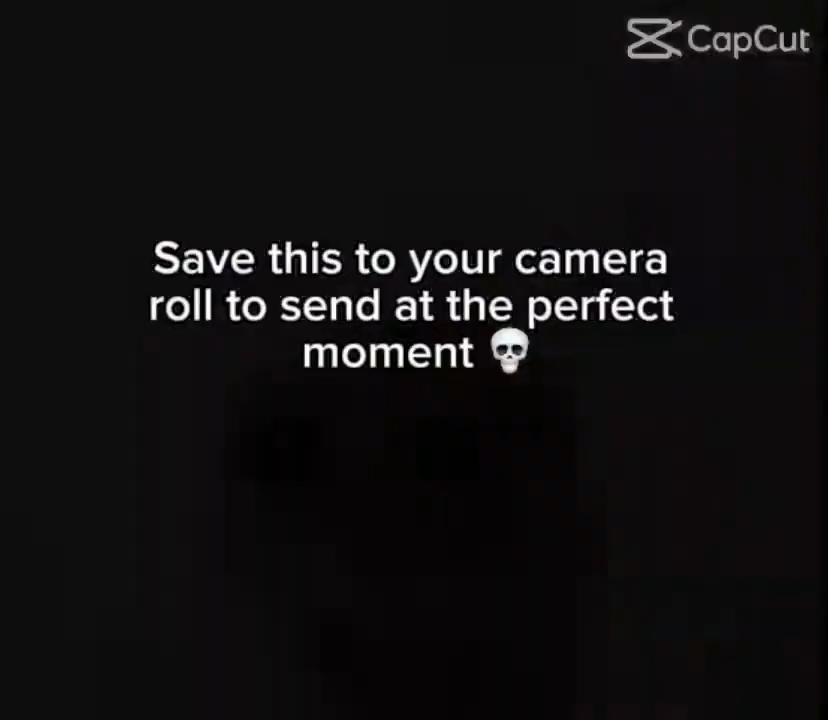 CapCut
Save this to your camera
roll to send at the perfect
moment 💀